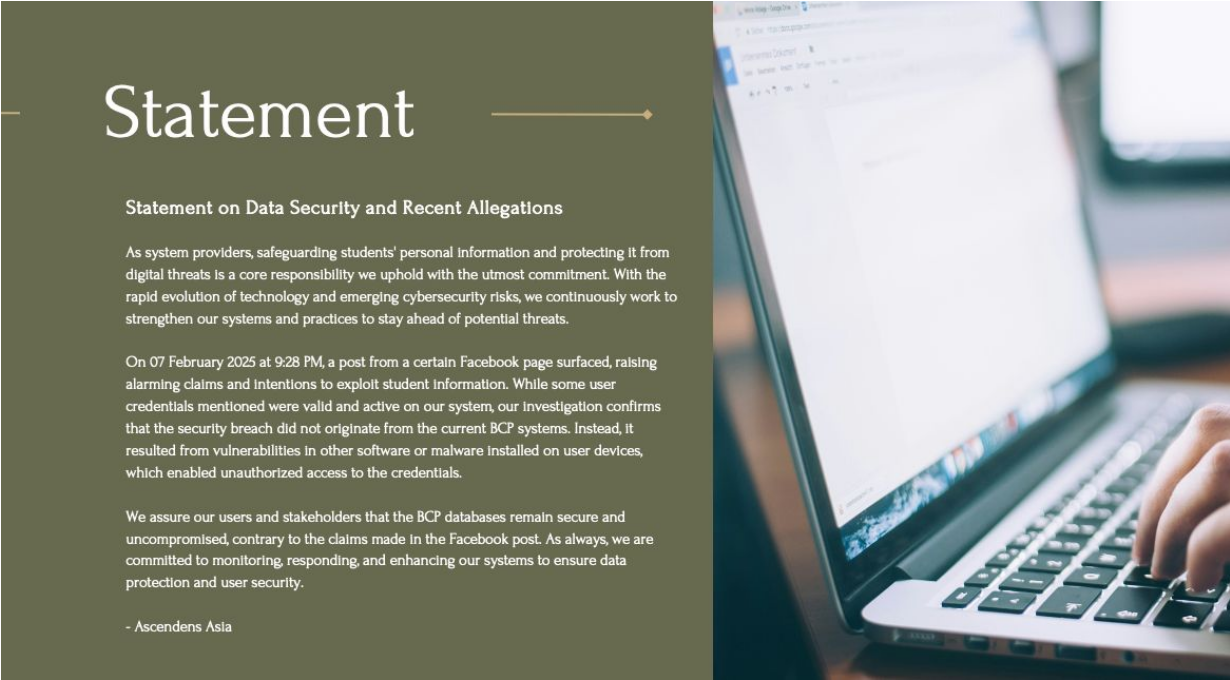 Statement
Statement on Data Security and Recent Allegations
As system providers, safeguarding students' personal information and protecting it from
digital threats is a core responsibility we uphold with the utmost commitment. With the
rapid evolution of technology and emerging cybersecurity risks, we continuously work to
strengthen our systems and practices to stay ahead of potential threats.
On 07 February 2025 at 9:28 PM, a post from a certain Facebook page surfaced, raising
alarming claims and intentions to exploit student information. While some user
credentials mentioned were valid and active on our system, our investigation confirms
that the security breach did not originate from the current BCP systems. Instead, it
resulted from vulnerabilities in other software or malware installed on user devices,
which enabled unauthorized access to the credentials.
We assure our users and stakeholders that the BCP databases remain secure and
uncompromised, contrary to the claims made in the Facebook post. As always, we are
committed to monitoring, responding, and enhancing our systems to ensure data
protection and user security.
- Ascendens Asia